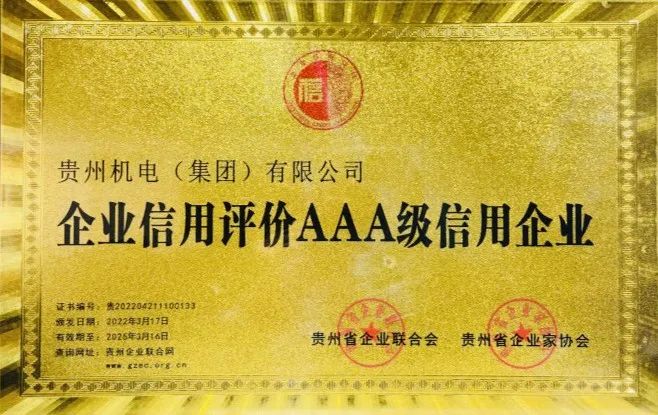 信
贵州机电（集团）有限公司
企业信用评价AAA级信用企业
证书编号：贵202204211100133
颁发日期：2022年3月17日
有效期至：2025年3月16日
查询网址：贵州企业联合网
www.gzec.org.cn
贵州省企业联合会
贵州省企业家协会